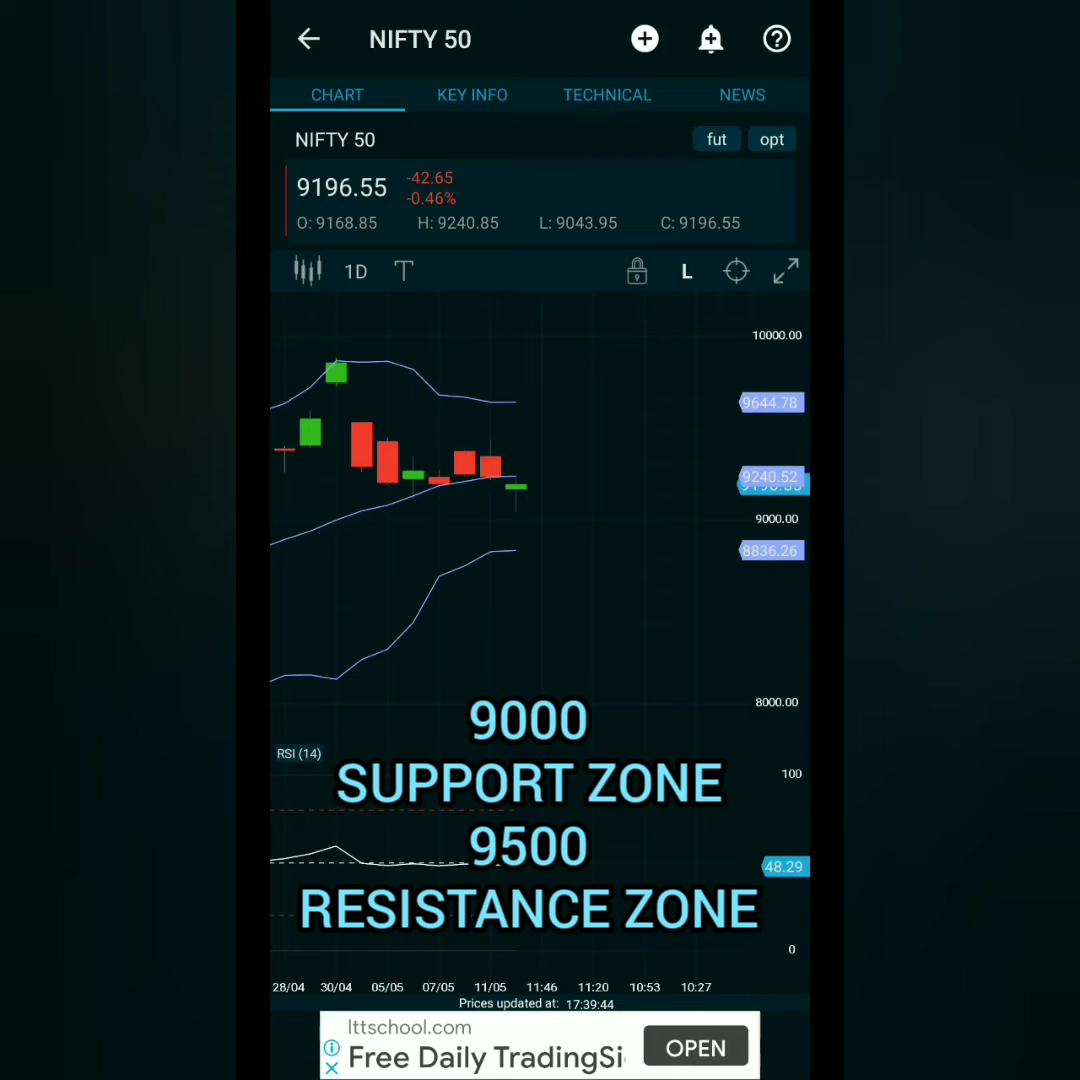 NIFTY 50
CHART KEY INFO TECHNICAL NEWS
NIFTY 50 fut opt
9196.55 -42.65
-0.46%
O: 9168.85 H: 9240.85 L: 9043.95 C: 9196.55
1D T L
10000.00
9644.78
9240.52
9000.00
8836.26
8000.00
9000
RSI (14)
100
SUPPORT ZONE
9500
48.29
RESISTANCE ZONE
0
28/04 30/04 05/05 07/05 11/05 11:46 11:20 10:53 10:27
Prices updated at: 17:39:44
lttschool.com
Free Daily TradingSi
OPEN